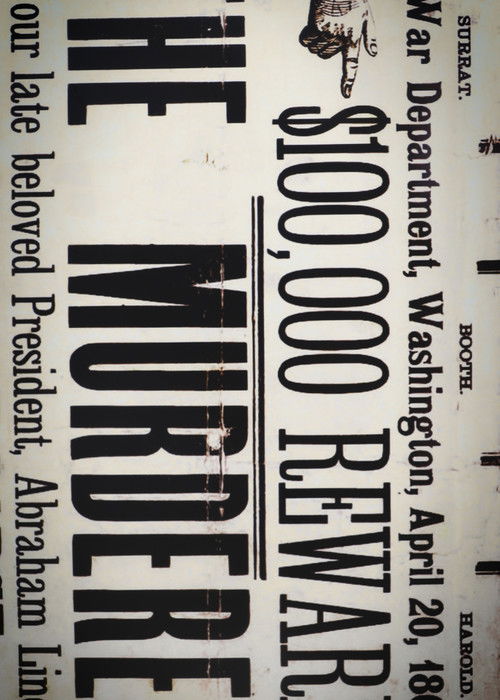 SURRAT. BOOTH. HAROLD.
War Department, Washington, April 20, 18
$100,000 REWAR
HE MURDERE
our late beloved President, Abraham Lin